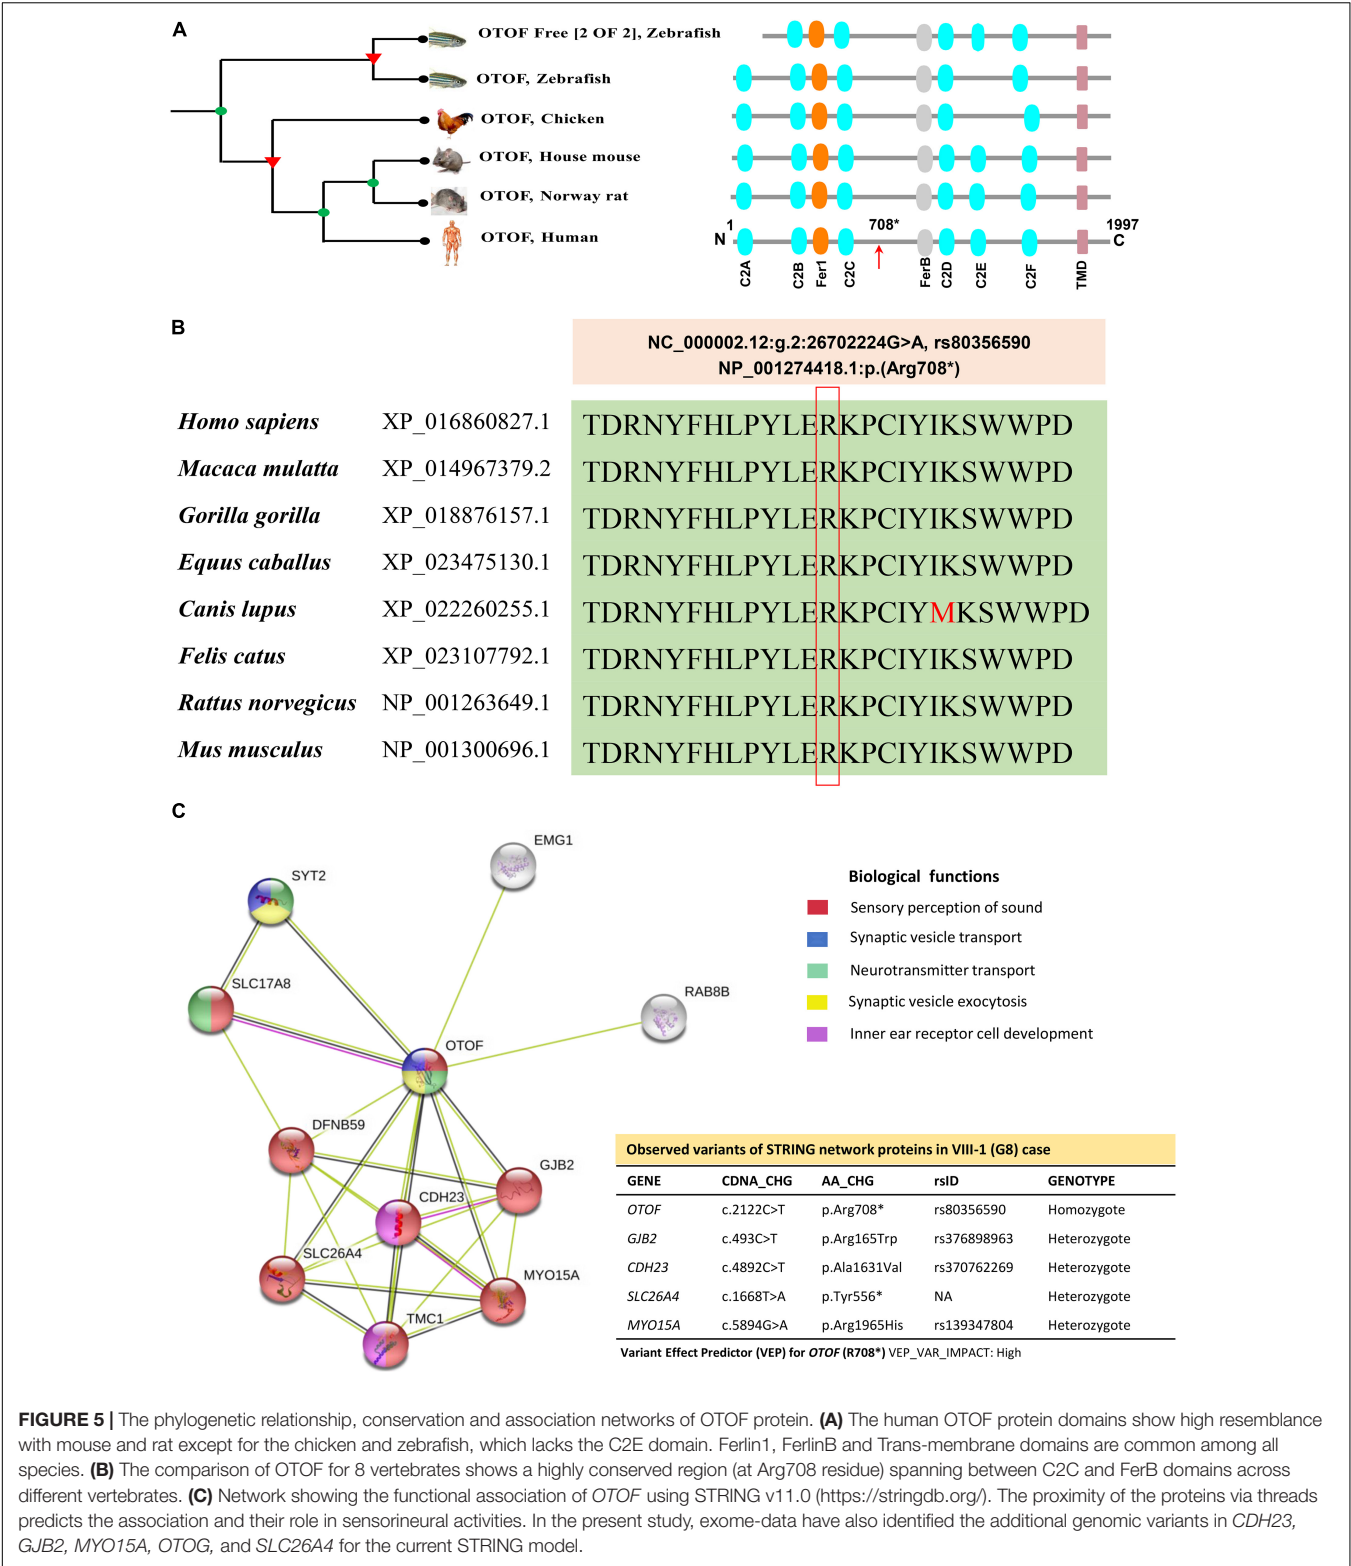 A
OTOF Free [2 OF 2], Zebrafish
OTOF, Zebrafish
OTOF, Chicken
OTOF, House mouse
OTOF, Norway rat
OTOF, Human
N 1 708* 1997 C
C2A C2B Fer1 C2C FerB C2D C2E C2F TMD
B
NC_000002.12:g.2:26702224G>A, rs80356590
NP_001274418.1:p.(Arg708*)
Homo sapiens XP_016860827.1 TDRNYFHLPYLERKPCIYIKSWWPD
Macaca mulatta XP_014967379.2 TDRNYFHLPYLERKPCIYIKSWWPD
Gorilla gorilla XP_018876157.1 TDRNYFHLPYLERKPCIYIKSWWPD
Equus caballus XP_023475130.1 TDRNYFHLPYLERKPCIYIKSWWPD
Canis lupus XP_022260255.1 TDRNYFHLPYLERKPCIYMKSWWPD
Felis catus XP_023107792.1 TDRNYFHLPYLERKPCIYIKSWWPD
Rattus norvegicus NP_001263649.1 TDRNYFHLPYLERKPCIYIKSWWPD
Mus musculus NP_001300696.1 TDRNYFHLPYLERKPCIYIKSWWPD
C
EMG1
SYT2
SLC17A8
RAB8B
OTOF
DFNB59
GJB2
CDH23
SLC26A4
MYO15A
TMC1
Biological functions
Sensory perception of sound
Synaptic vesicle transport
Neurotransmitter transport
Synaptic vesicle exocytosis
Inner ear receptor cell development
Observed variants of STRING network proteins in VIII-1 (G8) case
GENE CDNA_CHG AA_CHG rsID GENOTYPE
OTOF c.2122C>T p.Arg708* rs80356590 Homozygote
GJB2 c.493C>T p.Arg165Trp rs376898963 Heterozygote
CDH23 c.4892C>T p.Ala1631Val rs370762269 Heterozygote
SLC26A4 c.1668T>A p.Tyr556* NA Heterozygote
MYO15A c.5894G>A p.Arg1965His rs139347804 Heterozygote
Variant Effect Predictor (VEP) for OTOF (R708*) VEP_VAR_IMPACT: High
FIGURE 5 | The phylogenetic relationship, conservation and association networks of OTOF protein. (A) The human OTOF protein domains show high resemblance
with mouse and rat except for the chicken and zebrafish, which lacks the C2E domain. Ferlin1, FerlinB and Trans-membrane domains are common among all
species. (B) The comparison of OTOF for 8 vertebrates shows a highly conserved region (at Arg708 residue) spanning between C2C and FerB domains across
different vertebrates. (C) Network showing the functional association of OTOF using STRING v11.0 (https://stringdb.org/). The proximity of the proteins via threads
predicts the association and their role in sensorineural activities. In the present study, exome-data have also identified the additional genomic variants in CDH23,
GJB2, MYO15A, OTOG, and SLC26A4 for the current STRING model.